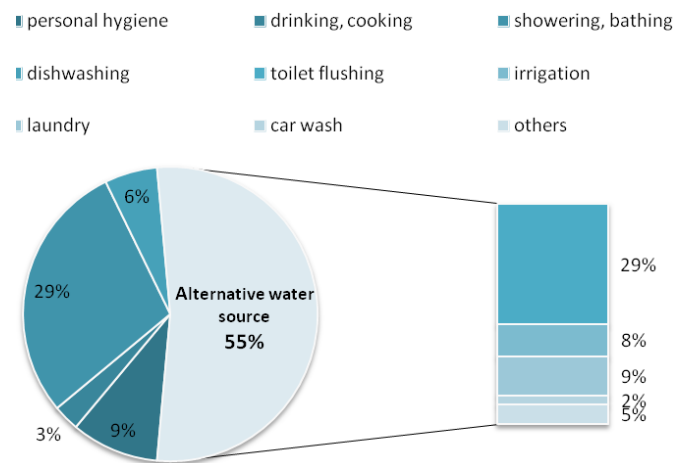 personal hygiene
drinking, cooking
showering, bathing
dishwashing
toilet flushing
irrigation
laundry
car wash
others
6%
29%
Alternative water
source
55%
3%
9%
29%
8%
9%
2%
5%